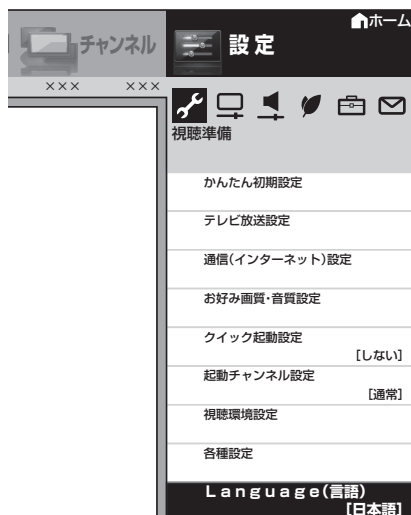 ホーム
チャンネル
設定
××× ×××
視聴準備
かんたん初期設定
テレビ放送設定
通信(インターネット)設定
お好み画質・音質設定
クイック起動設定
[しない]
起動チャンネル設定
[通常]
視聴環境設定
各種設定
Language(言語)
[日本語]